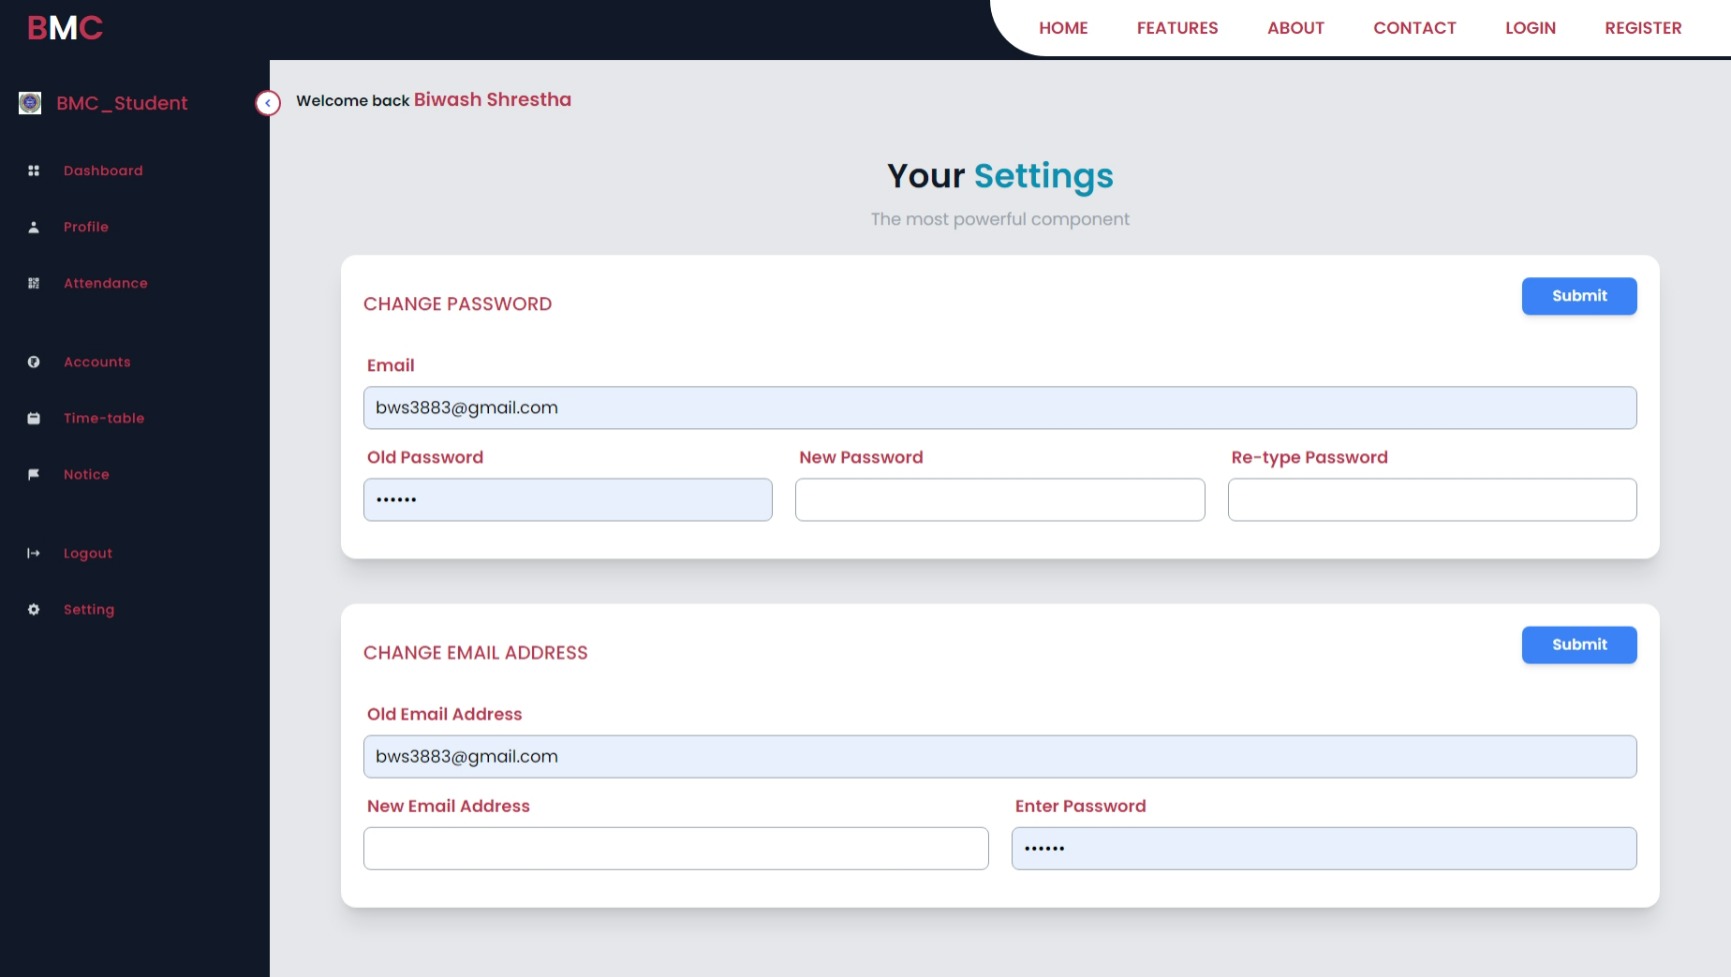 BMC
HOME FEATURES ABOUT CONTACT LOGIN REGISTER
BMC_Student
Dashboard
Profile
Attendance
Accounts
Time-table
Notice
Logout
Setting
Welcome back Biwash Shrestha
Your Settings
The most powerful component
CHANGE PASSWORD
Submit
Email
bws3883@gmail.com
Old Password New Password Re-type Password
••••••
CHANGE EMAIL ADDRESS
Submit
Old Email Address
bws3883@gmail.com
New Email Address Enter Password
••••••